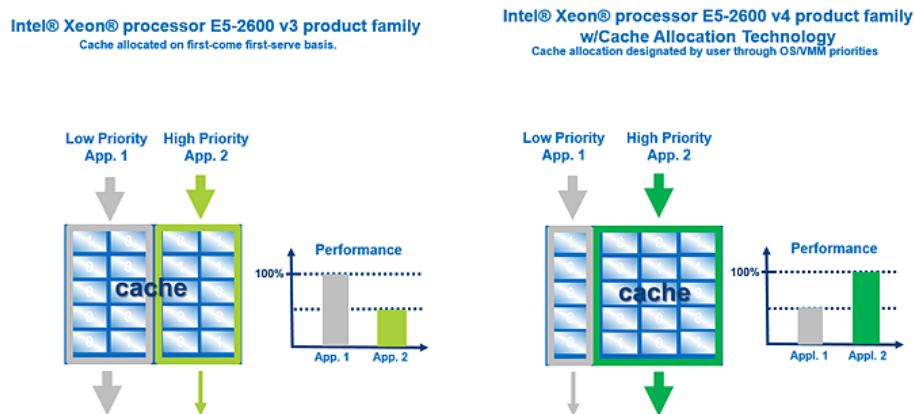 Intel® Xeon® processor E5-2600 v3 product family
Cache allocated on first-come first-serve basis.
Low Priority
App. 1
High Priority
App. 2
cache
Performance
100%
App. 1
App. 2
Intel® Xeon® processor E5-2600 v4 product family
w/Cache Allocation Technology
Cache allocation designated by user through OS/VMM priorities
Low Priority
App. 1
High Priority
App. 2
cache
Performance
100%
Appl. 1
Appl. 2